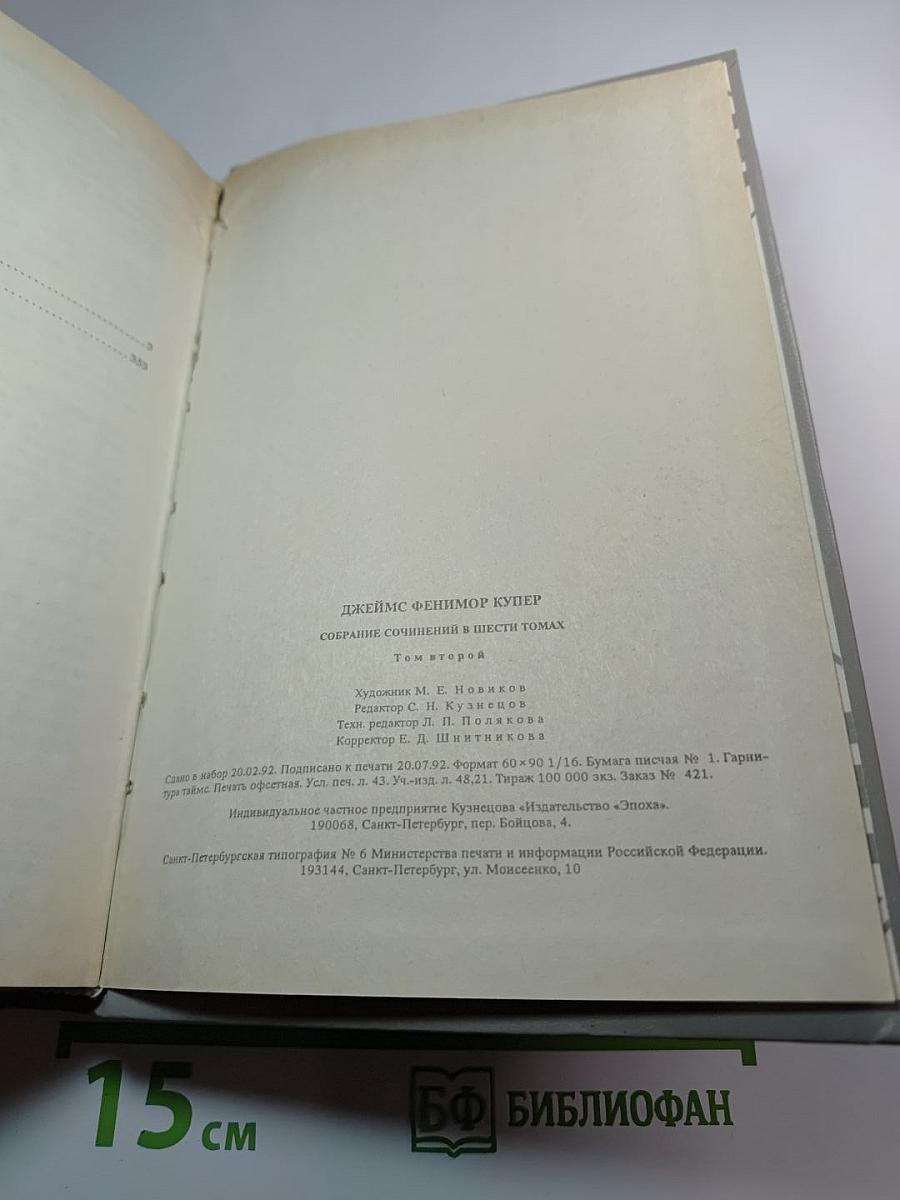 3
353
ДЖЕЙМС ФЕНИМОР КУПЕР
СОБРАНИЕ СОЧИНЕНИЙ В ШЕСТИ ТОМАХ
Том второй
Художник М. Е. Новиков
Редактор С. Н. Кузнецов
Техн. редактор Л. П. Полякова
Корректор Е. Д. Шнитникова
Сдано в набор 20.02.92. Подписано к печати 20.07.92. Формат 60×90 1/16. Бумага писчая № 1. Гарни-
тура таймс. Печать офсетная. Усл. печ. л. 43. Уч.-изд. л. 48,21. Тираж 100 000 экз. Заказ № 421.
Индивидуальное частное предприятие Кузнецова «Издательство «Эпоха».
190068, Санкт-Петербург, пер. Бойцова, 4.
Санкт-Петербургская типография № 6 Министерства печати и информации Российской Федерации.
193144, Санкт-Петербург, ул. Моисеенко, 10
15 см
БФ БИБЛИОФАН